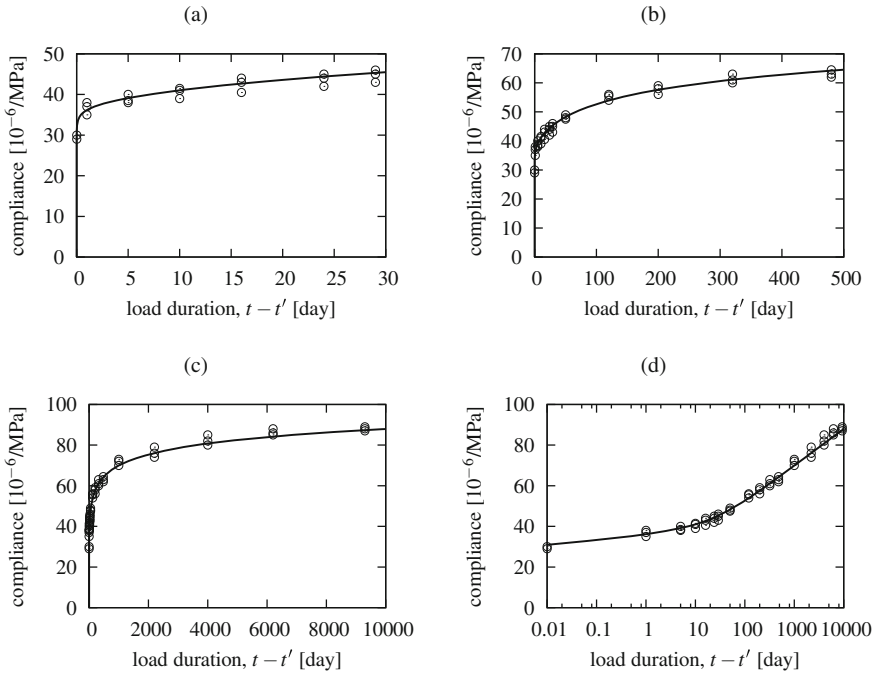 (a)
50
40
30
20
10
0
compliance [10⁻⁶/MPa]
0 5 10 15 20 25 30
load duration, t − t′ [day]
(b)
70
60
50
40
30
20
10
0
compliance [10⁻⁶/MPa]
0 100 200 300 400 500
load duration, t − t′ [day]
(c)
100
80
60
40
20
0
compliance [10⁻⁶/MPa]
0 2000 4000 6000 8000 10000
load duration, t − t′ [day]
(d)
100
80
60
40
20
0
compliance [10⁻⁶/MPa]
0.01 0.1 1 10 100 1000 10000
load duration, t − t′ [day]